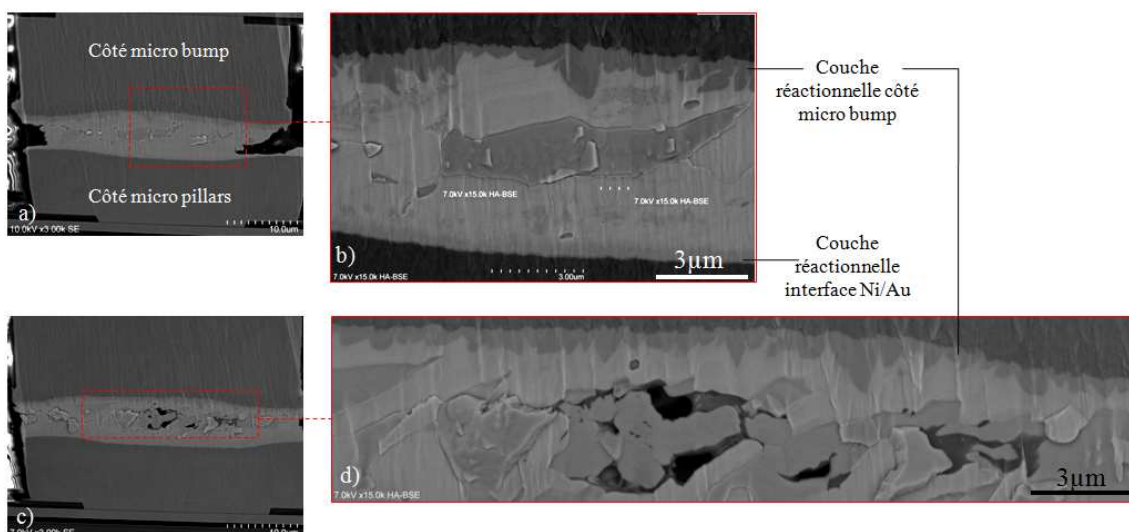 Côté micro bump
Côté micro pillars
a)
10.0kV x3.00k SE
10.0um
7.0kV x15.0k HA-BSE
7.0kV x15.0k HA-BSE
b)
7.0kV x15.0k HA-BSE
3.00um
3µm
Couche
réactionnelle côté
micro bump
Couche
réactionnelle
interface Ni/Au
c)
d)
7.0kV x15.0k HA-BSE
3µm